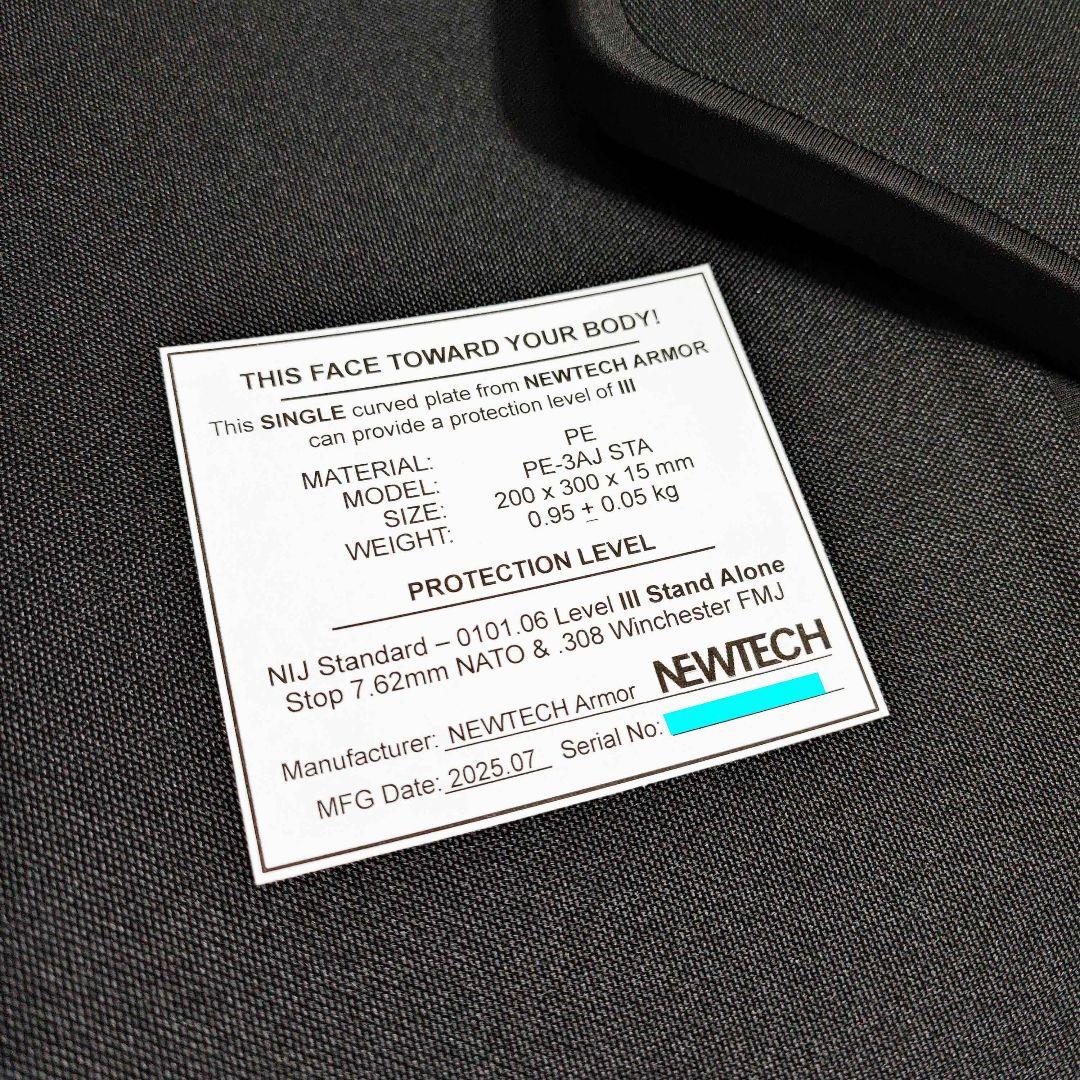 THIS FACE TOWARD YOUR BODY!
This SINGLE curved plate from NEWTECH ARMOR
can provide a protection level of III
MATERIAL: PE
MODEL: PE-3AJ STA
SIZE: 200 x 300 x 15 mm
WEIGHT: 0.95 ± 0.05 kg
PROTECTION LEVEL
NIJ Standard – 0101.06 Level III Stand Alone
Stop 7.62mm NATO & .308 Winchester FMJ
NEWTECH
Manufacturer: NEWTECH Armor
MFG Date: 2025.07 Serial No: